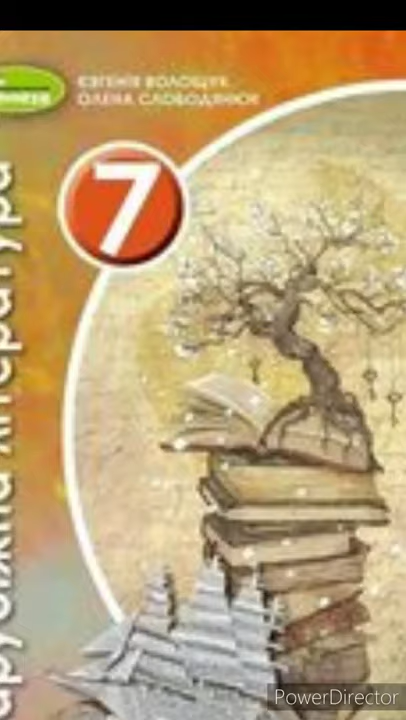 ЄВГЕНІЯ ВОЛОЩУК
ОЛЕНА СЛОБОДЯНЮК
7
арубіжна література
PowerDirector